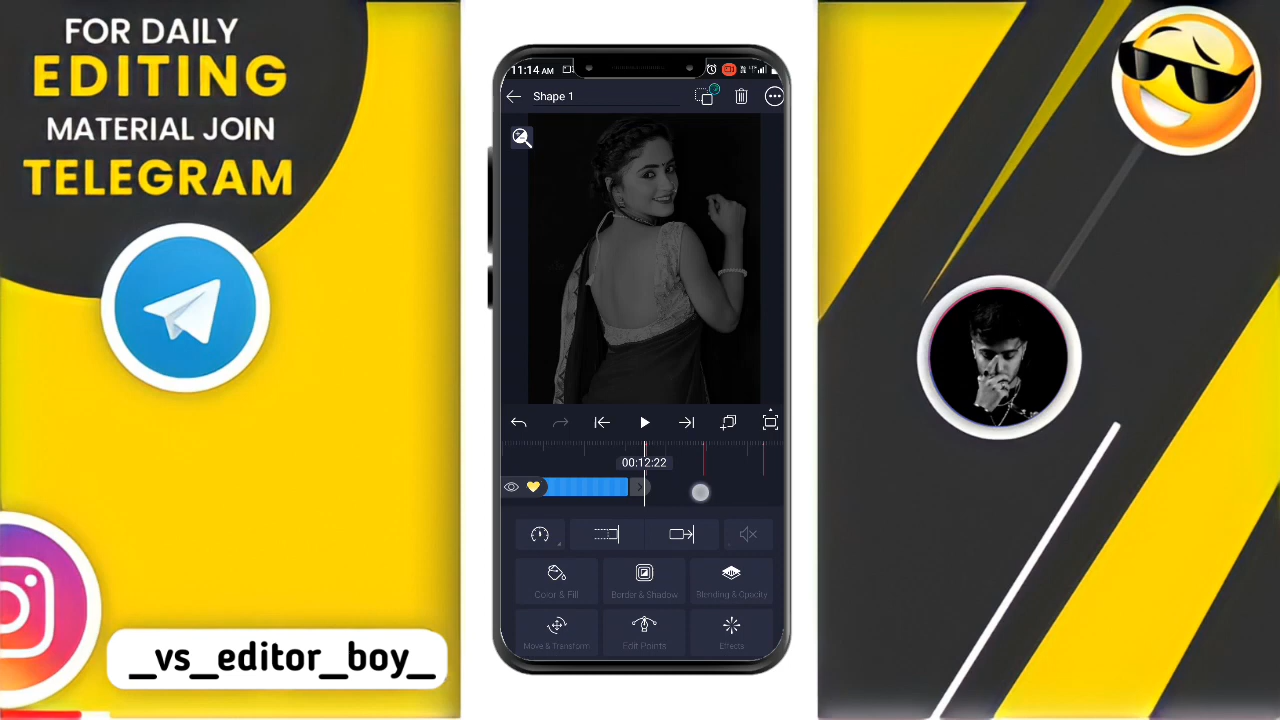 FOR DAILY
EDITING
MATERIAL JOIN
TELEGRAM
__vs__editor__boy__
11:14 AM
Shape 1
00:12:22
Color & Fill
Border & Shadow
Blending & Opacity
Move & Transform
Edit Points
Effects